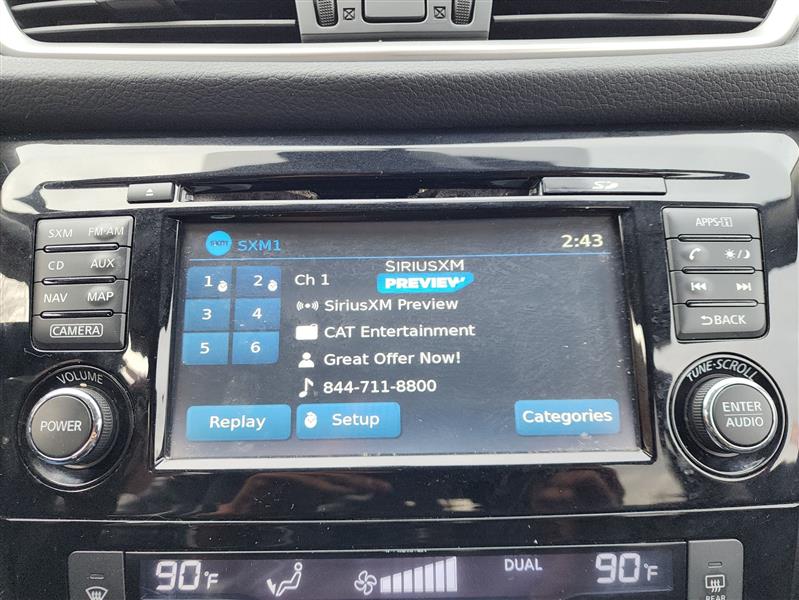 SD
SXM FM·AM
CD AUX
NAV MAP
CAMERA
VOLUME
POWER
SXM SXM1 2:43
1 2
3 4
5 6
Ch 1
SIRIUSXM
PREVIEW
SiriusXM Preview
CAT Entertainment
Great Offer Now!
844-711-8800
Replay Setup Categories
APPS·i
BACK
TUNE·SCROLL
ENTER
AUDIO
90°F DUAL 90°F
REAR